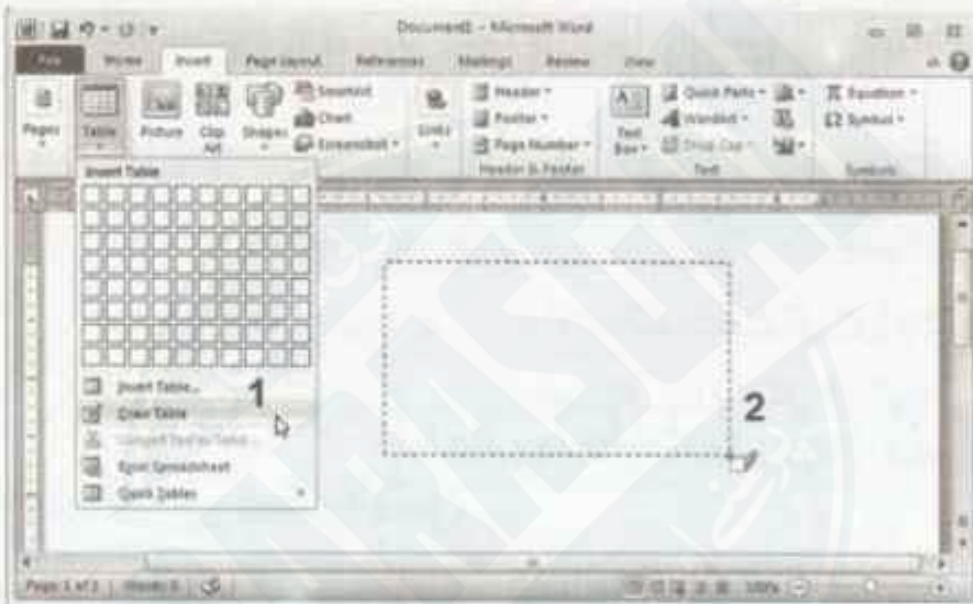 Document1 - Microsoft Word
File Home Insert Page Layout References Mailings Review View
Pages Table Picture Clip Art Shapes SmartArt Chart Screenshot Links Header Footer Page Number Text Box Quick Parts WordArt Drop Cap Equation Symbol
Header & Footer Text Symbols
Insert Table
Insert Table...
1
Draw Table
2
Excel Spreadsheet
Quick Tables
Page: 1 of 1 Words: 0 100%